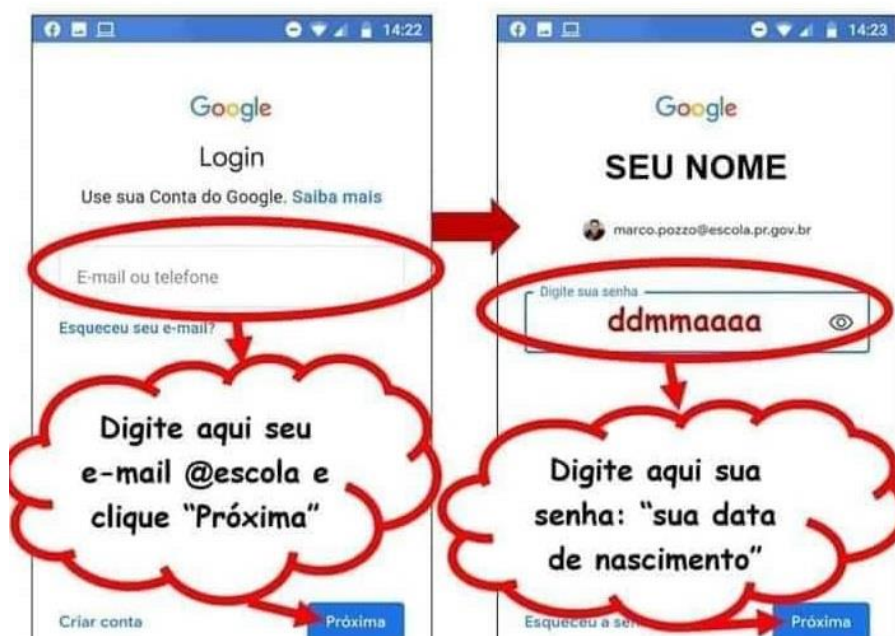 14:22
Google
Login
Use sua Conta do Google. Saiba mais
E-mail ou telefone
Esqueceu seu e-mail?
Digite aqui seu
e-mail @escola e
clique “Próxima”
Criar conta
Próxima
14:23
Google
SEU NOME
marco.pozzo@escola.pr.gov.br
Digite sua senha
ddmmaaaa
Digite aqui sua
senha: “sua data
de nascimento”
Esqueceu a
Próxima